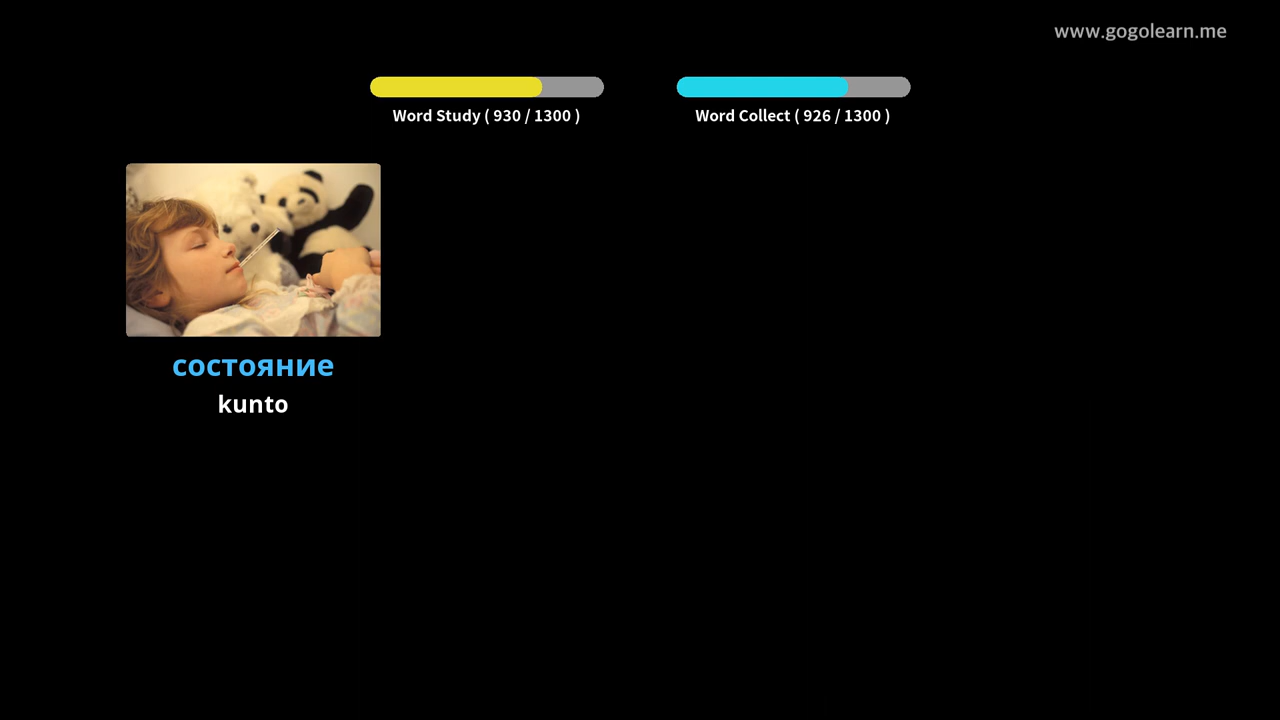 www.gogolearn.me
Word Study ( 930 / 1300 )
Word Collect ( 926 / 1300 )
состояние
kunto